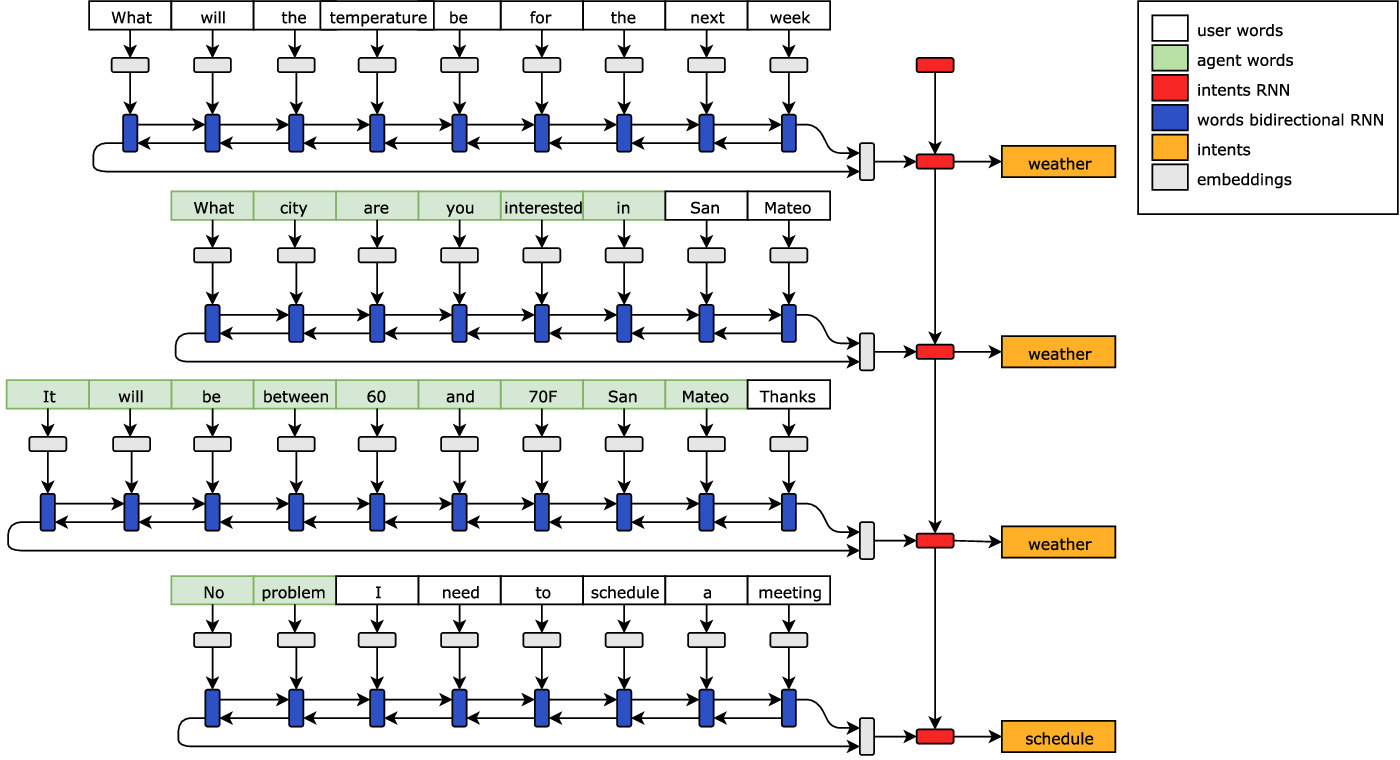 What will the temperature be for the next week
user words
agent words
intents RNN
words bidirectional RNN
intents
embeddings
weather
What city are you interested in San Mateo
weather
It will be between 60 and 70F San Mateo Thanks
weather
No problem I need to schedule a meeting
schedule